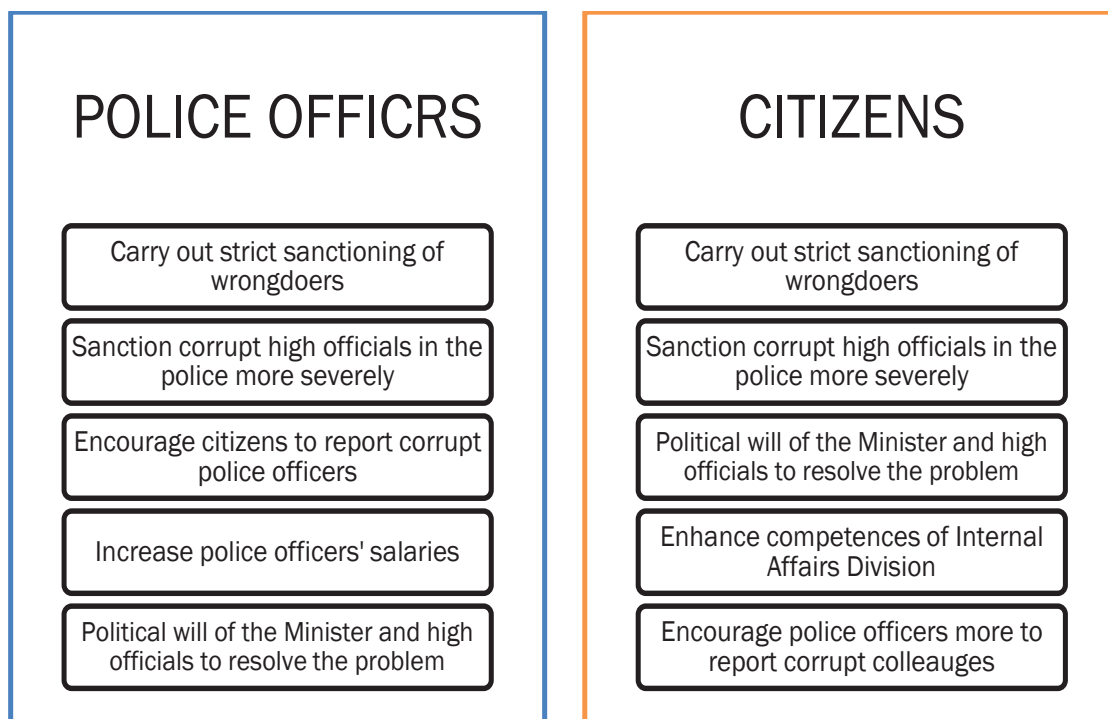 POLICE OFFICRS
Carry out strict sanctioning of
wrongdoers
Sanction corrupt high officials in the
police more severely
Encourage citizens to report corrupt
police officers
Increase police officers' salaries
Political will of the Minister and high
officials to resolve the problem
CITIZENS
Carry out strict sanctioning of
wrongdoers
Sanction corrupt high officials in the
police more severely
Political will of the Minister and high
officials to resolve the problem
Enhance competences of Internal
Affairs Division
Encourage police officers more to
report corrupt colleauges